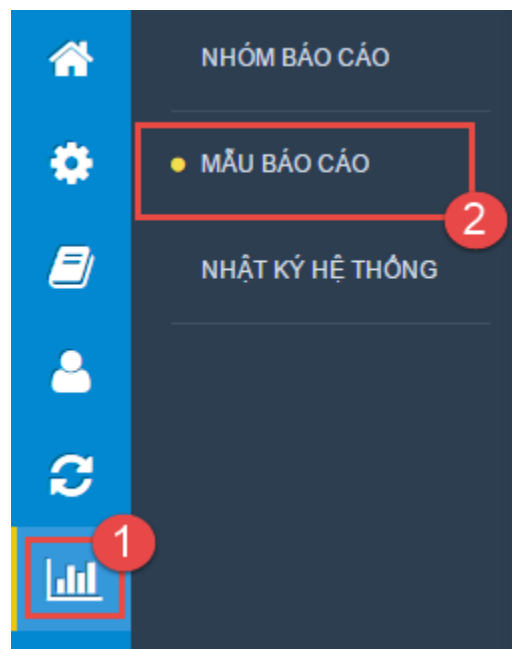 NHÓM BÁO CÁO
MẪU BÁO CÁO
2
NHẬT KÝ HỆ THỐNG
1